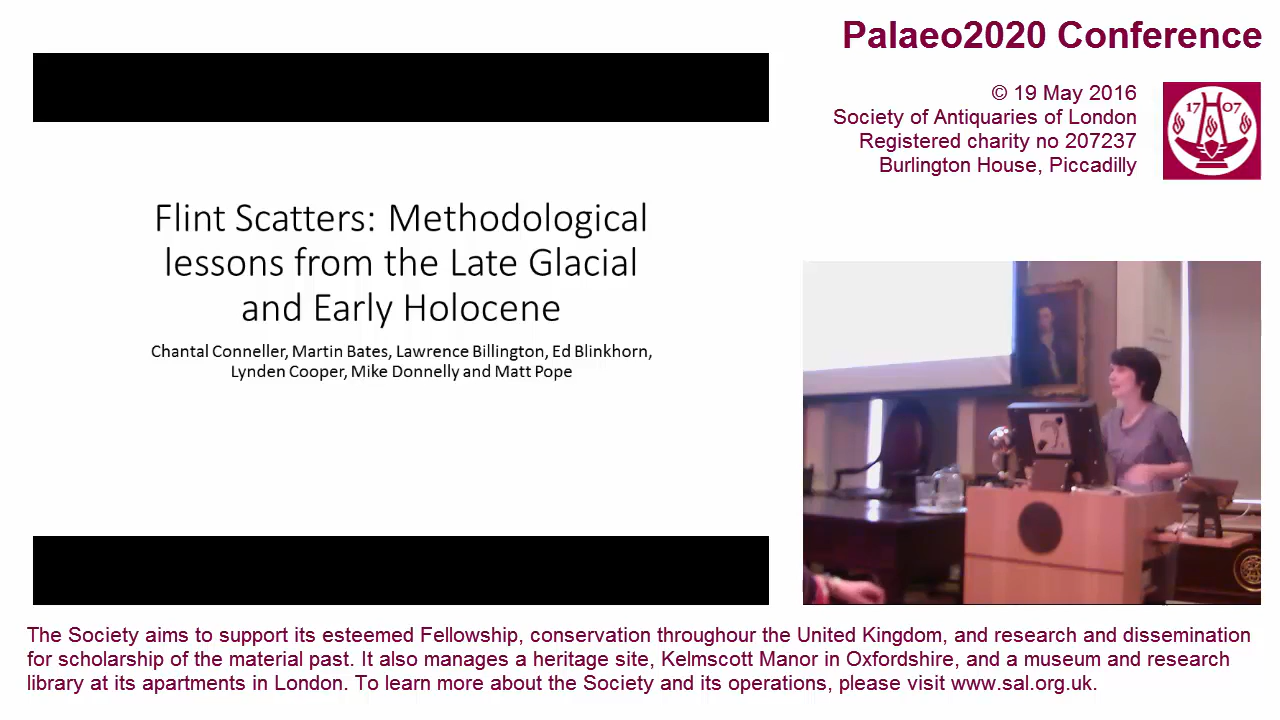 Palaeo2020 Conference
© 19 May 2016
Society of Antiquaries of London
Registered charity no 207237
Burlington House, Piccadilly
17 07
Flint Scatters: Methodological
lessons from the Late Glacial
and Early Holocene
Chantal Conneller, Martin Bates, Lawrence Billington, Ed Blinkhorn,
Lynden Cooper, Mike Donnelly and Matt Pope
The Society aims to support its esteemed Fellowship, conservation throughour the United Kingdom, and research and dissemination
for scholarship of the material past. It also manages a heritage site, Kelmscott Manor in Oxfordshire, and a museum and research
library at its apartments in London. To learn more about the Society and its operations, please visit www.sal.org.uk.